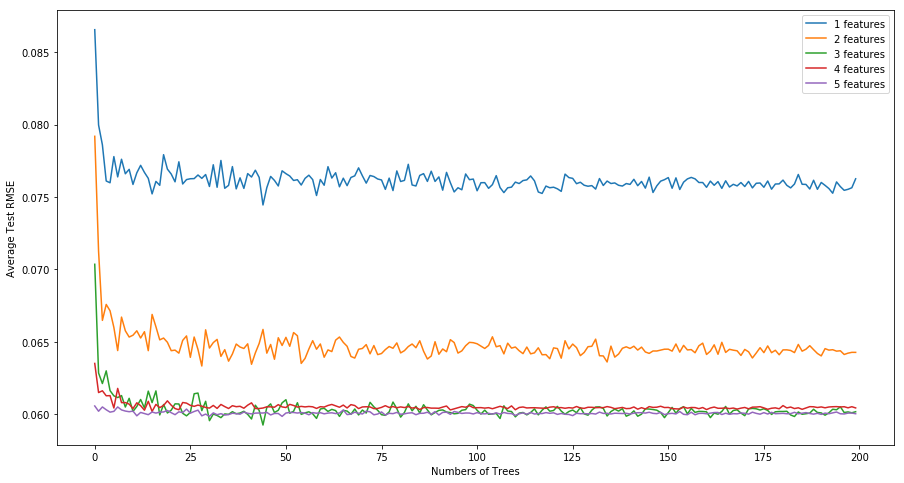 1 features
2 features
3 features
4 features
5 features
0.085
0.080
0.075
0.070
0.065
0.060
Average Test RMSE
0 25 50 75 100 125 150 175 200
Numbers of Trees